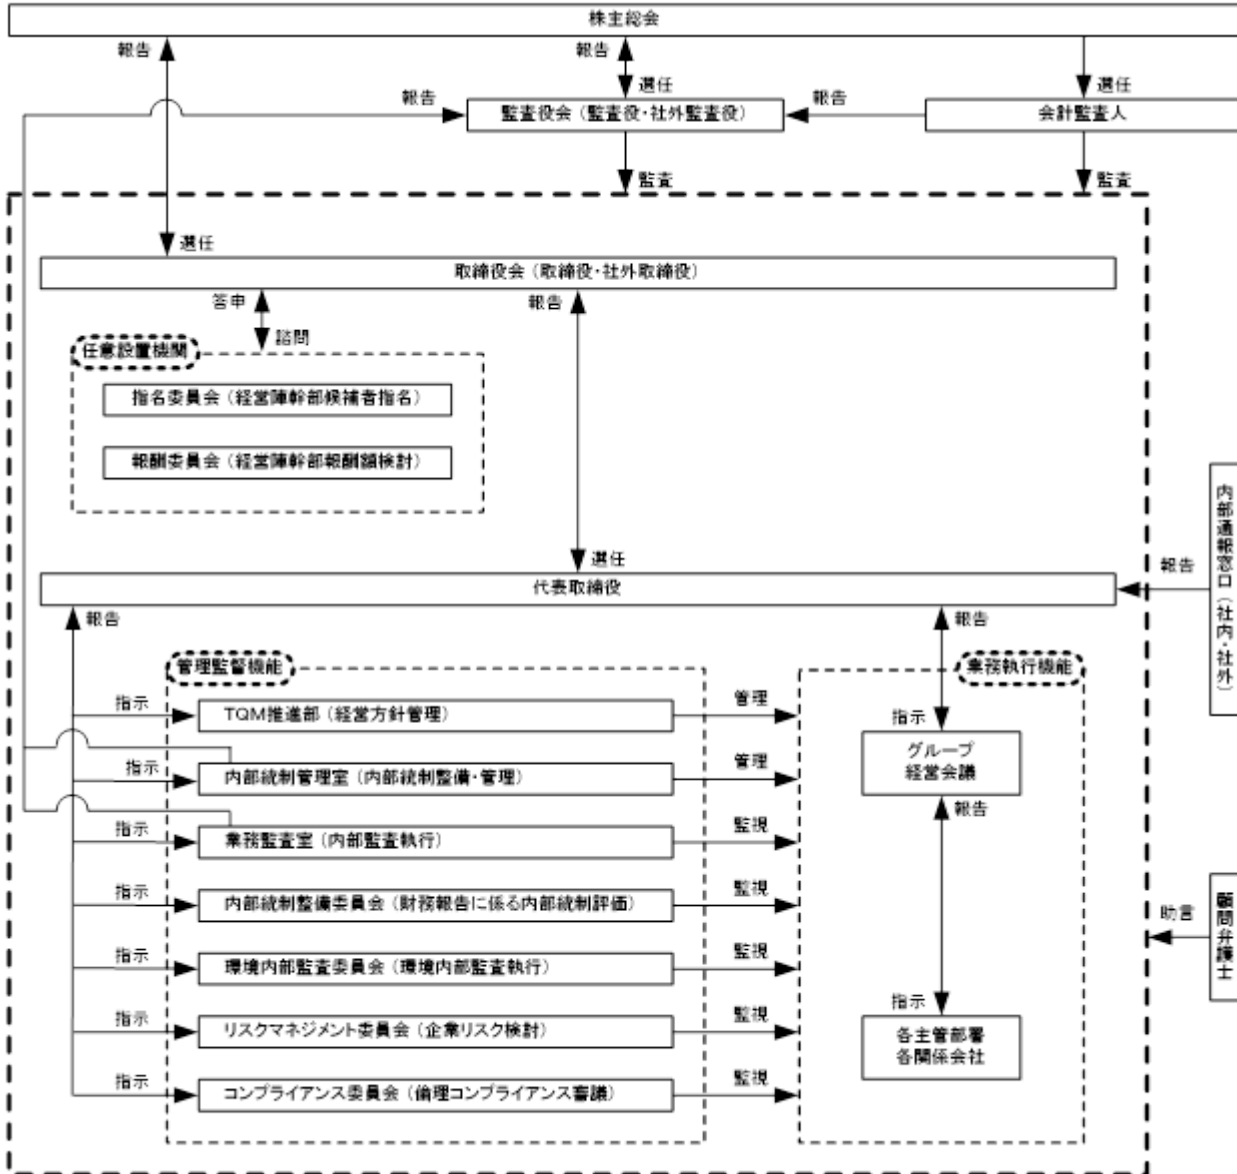 株主総会
報告
報告
選任
選任
報告
監査役会（監査役・社外監査役）
報告
会計監査人
監査
監査
選任
取締役会（取締役・社外取締役）
答申
報告
諮問
任意設置機関
指名委員会（経営陣幹部候補者指名）
報酬委員会（経営陣幹部報酬額検討）
内部通報窓口（社内・社外）
選任
報告
代表取締役
報告
報告
管理監督機能
業務執行機能
指示
TQM推進部（経営方針管理）
管理
指示
グループ
経営会議
指示
内部統制管理室（内部統制整備・管理）
管理
報告
指示
業務監査室（内部監査執行）
監視
指示
内部統制整備委員会（財務報告に係る内部統制評価）
監視
助言
顧問弁護士
指示
環境内部監査委員会（環境内部監査執行）
監視
指示
指示
リスクマネジメント委員会（企業リスク検討）
監視
各主管部署
各関係会社
指示
コンプライアンス委員会（倫理コンプライアンス審議）
監視